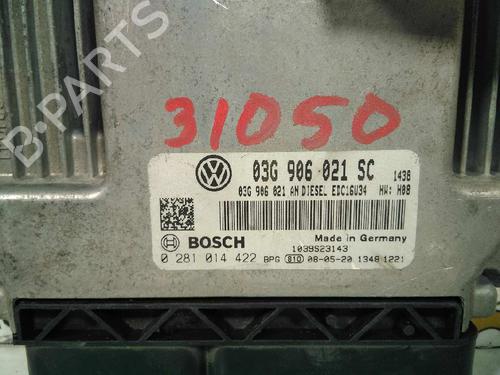 B-PARTS
31050
03G 906 021 SC 1438
03G 906 021 AN DIESEL EDC16U34 HW: H08
BOSCH Made in Germany
1039S23143
0 281 014 422 BPG 810 08-05-20 1348 1221